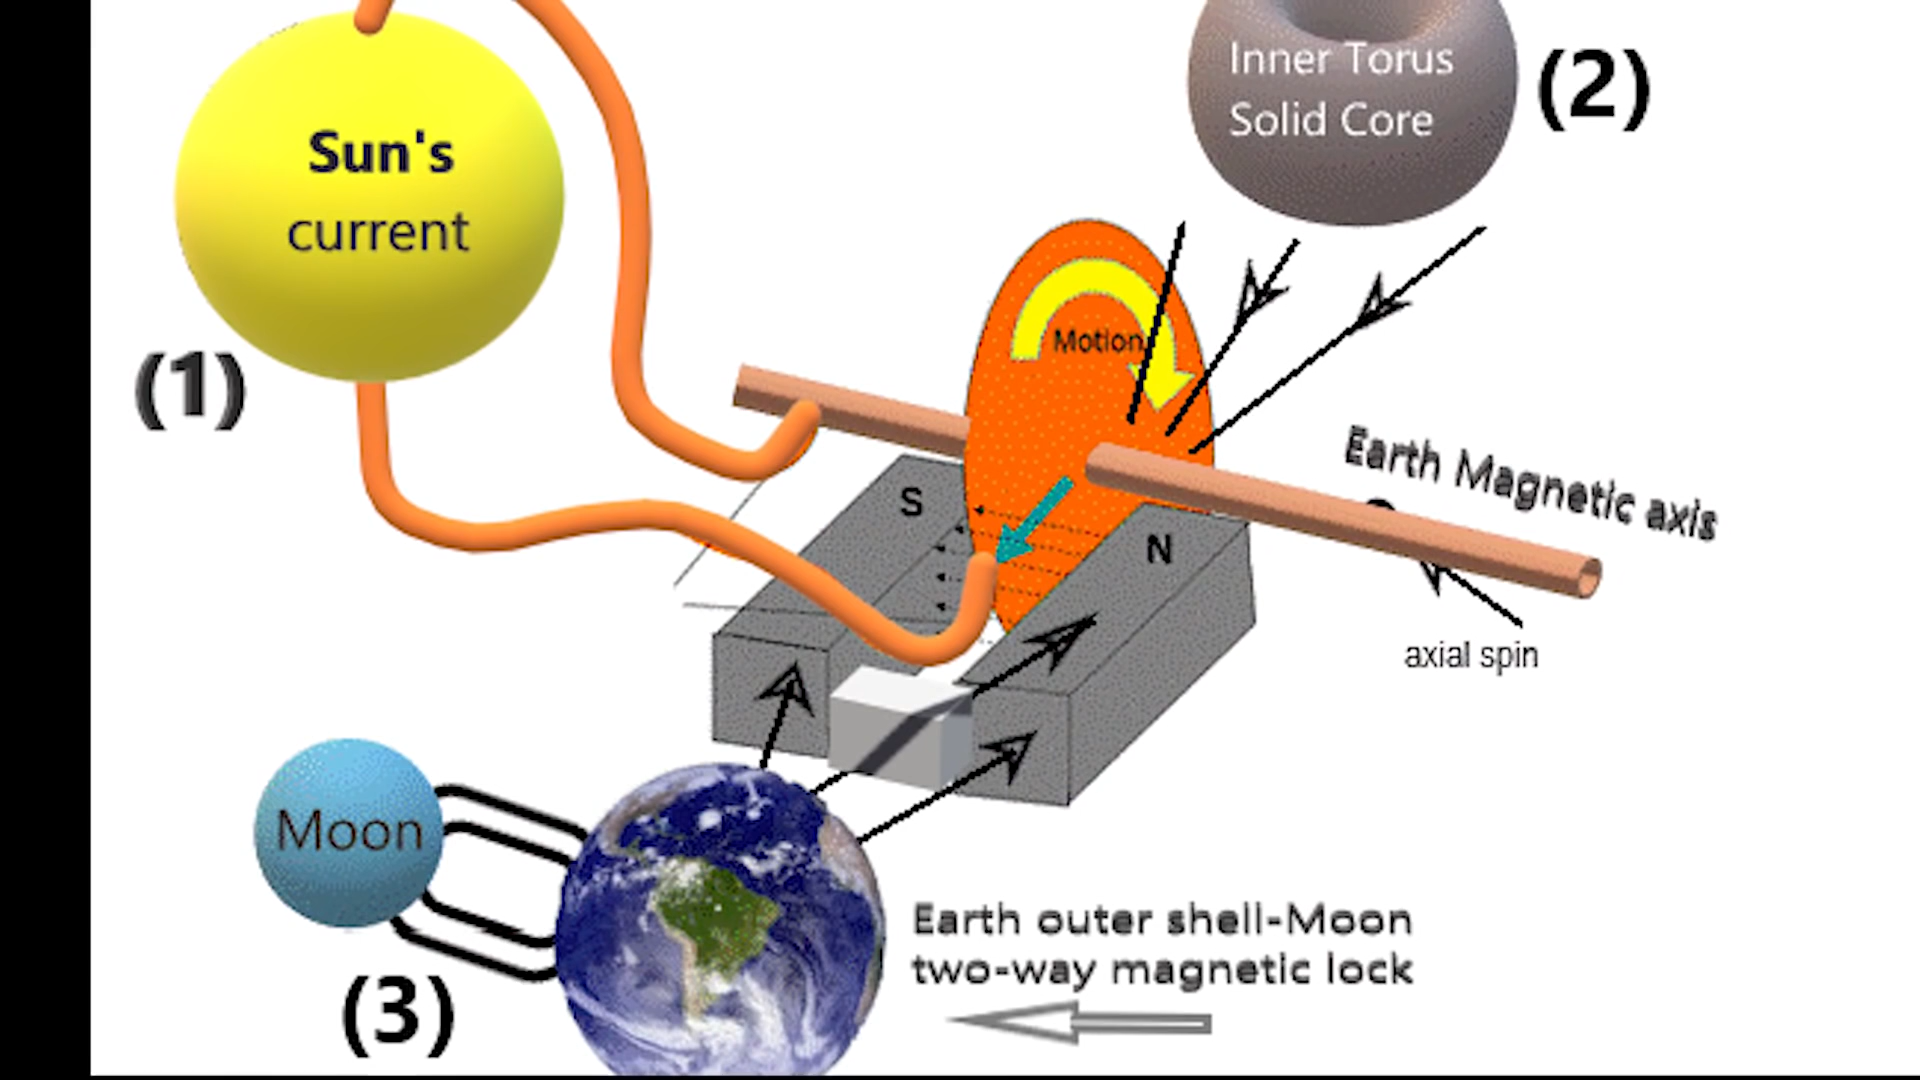 Inner Torus
Solid Core
(2)
Sun's
current
(1)
Motion
Earth Magnetic axis
S
N
axial spin
Moon
Earth outer shell-Moon
two-way magnetic lock
(3)